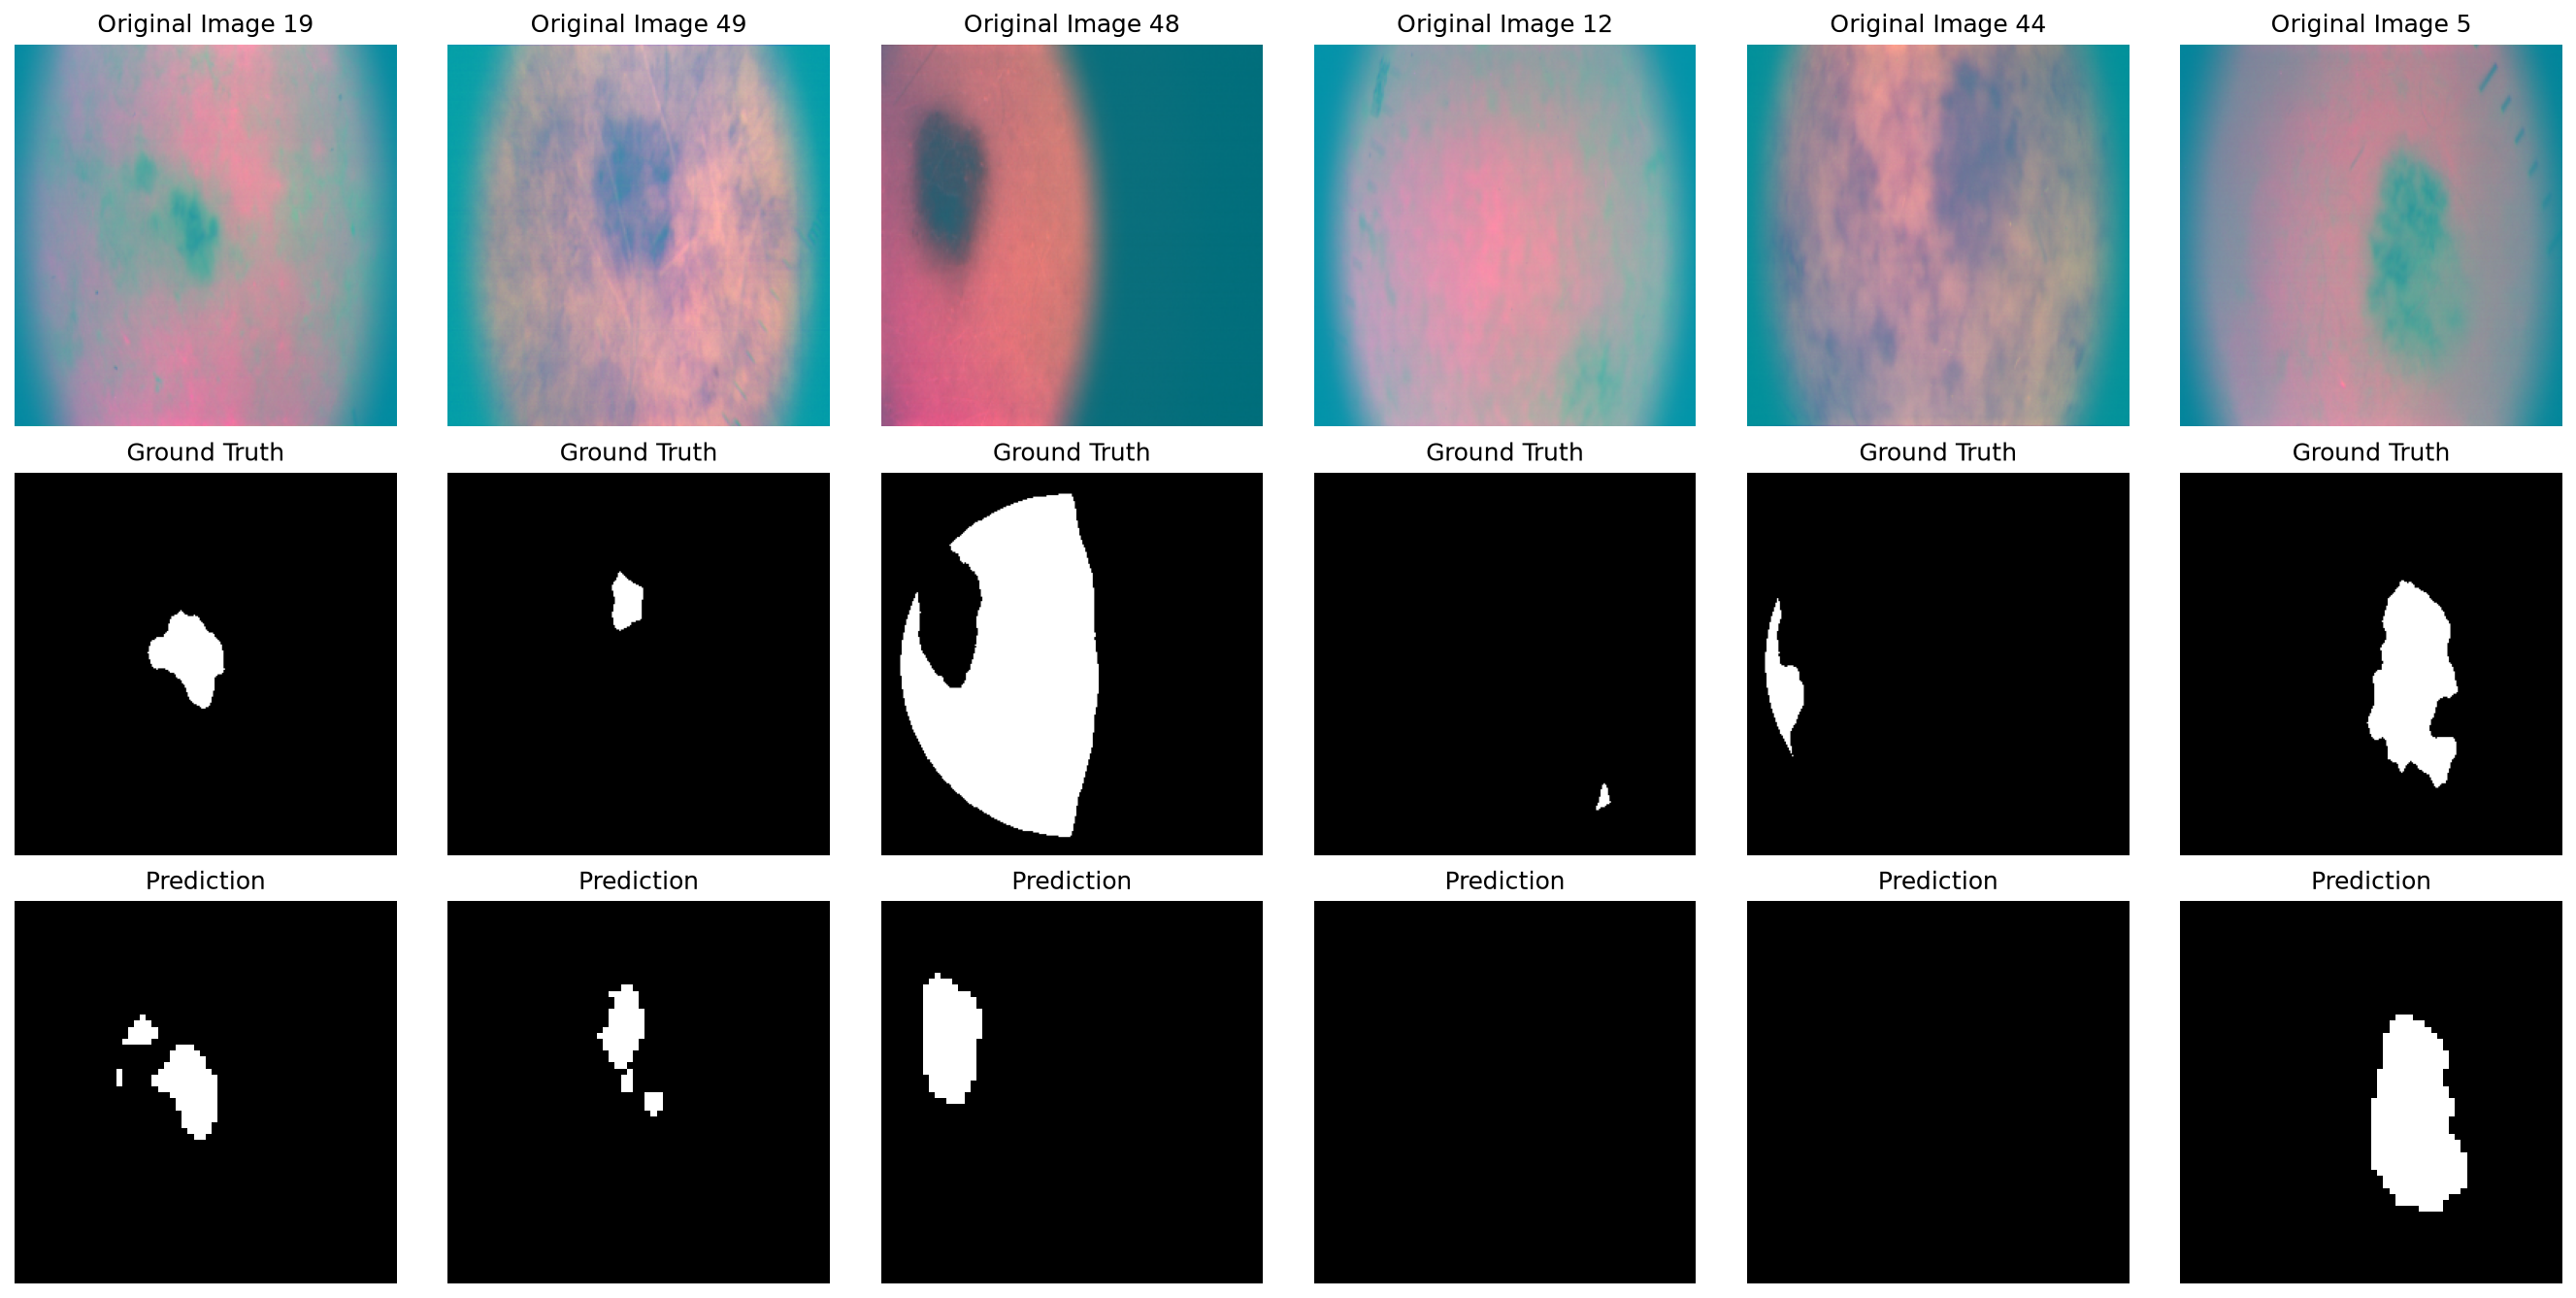 Original Image 19
Original Image 49
Original Image 48
Original Image 12
Original Image 44
Original Image 5
Ground Truth
Ground Truth
Ground Truth
Ground Truth
Ground Truth
Ground Truth
Prediction
Prediction
Prediction
Prediction
Prediction
Prediction